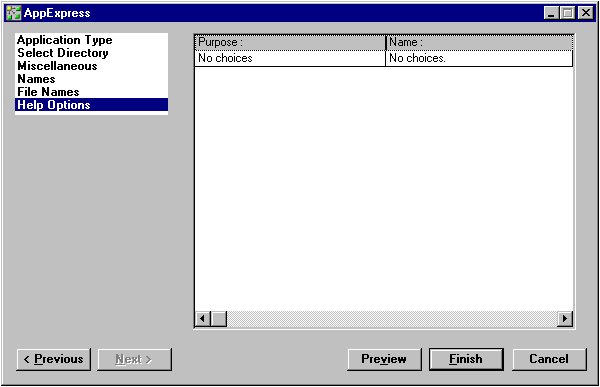 AppExpress
Application Type
Select Directory
Miscellaneous
Names
File Names
Help Options
Purpose : Name :
No choices No choices.
< Previous Next > Preview Finish Cancel